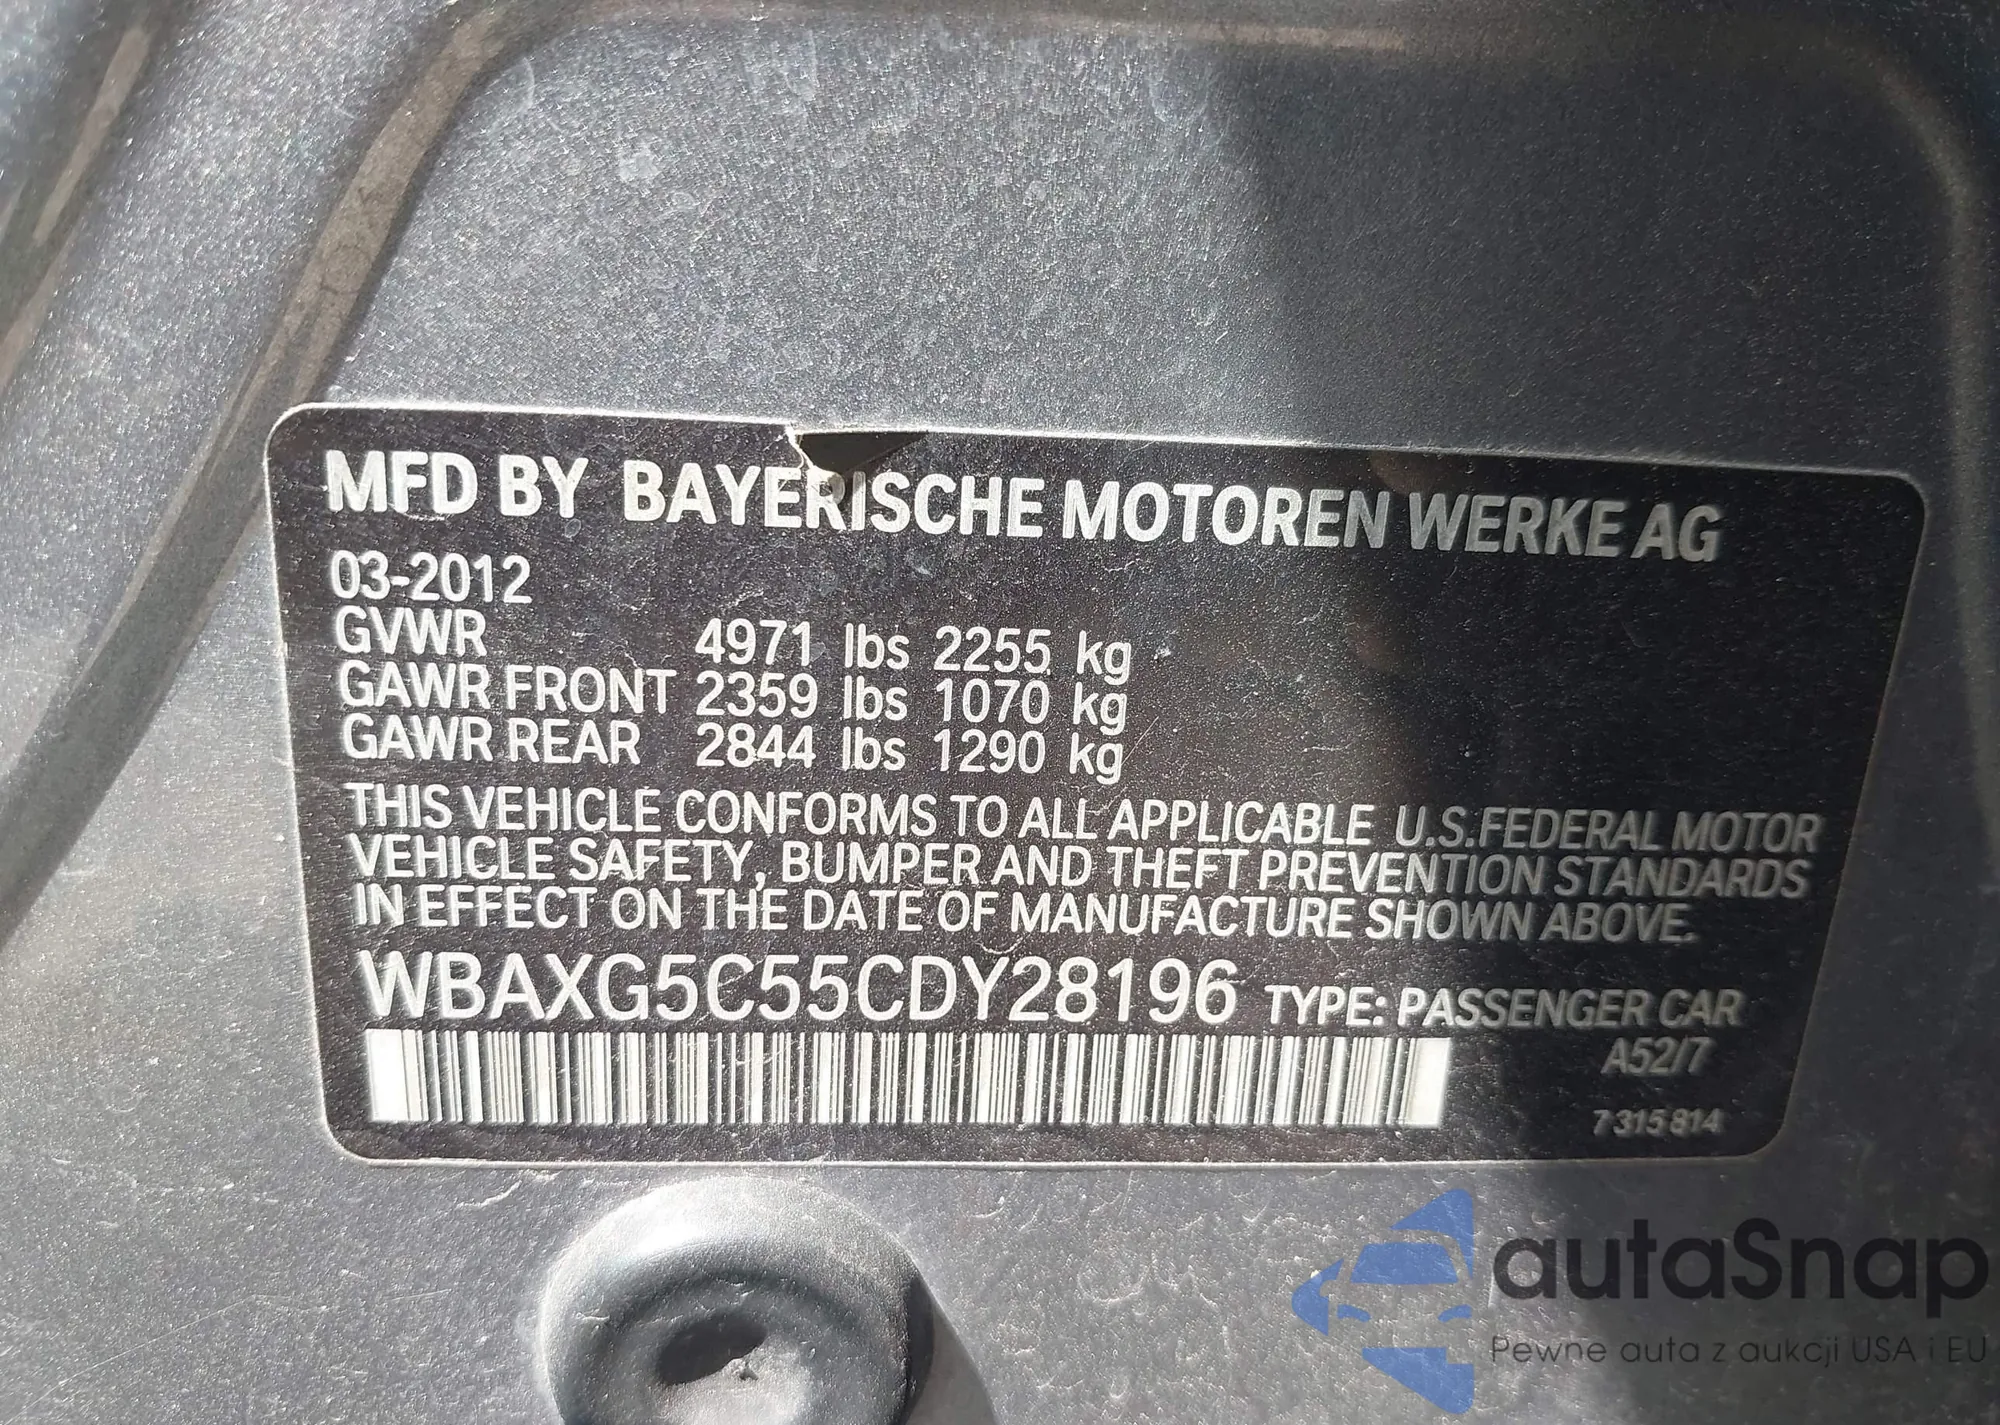 MFD BY BAYERISCHE MOTOREN WERKE AG
03-2012
GVWR 4971 lbs 2255 kg
GAWR FRONT 2359 lbs 1070 kg
GAWR REAR 2844 lbs 1290 kg
THIS VEHICLE CONFORMS TO ALL APPLICABLE U.S.FEDERAL MOTOR
VEHICLE SAFETY, BUMPER AND THEFT PREVENTION STANDARDS
IN EFFECT ON THE DATE OF MANUFACTURE SHOWN ABOVE.
WBAXG5C55CDY28196 TYPE: PASSENGER CAR
A52/7
7 315 814
autaSnap
Pewne auta z aukcji USA i EU